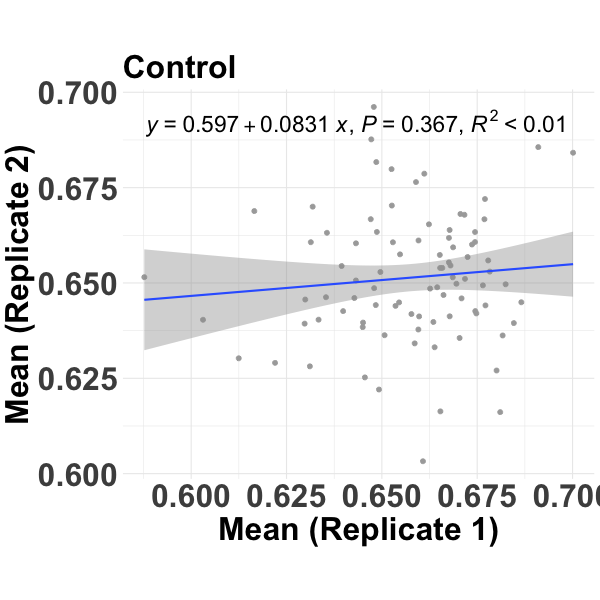 Control
y = 0.597 + 0.0831 x, P = 0.367, R² < 0.01
0.700
0.675
0.650
0.625
0.600
Mean (Replicate 2)
0.600 0.625 0.650 0.675 0.700
Mean (Replicate 1)